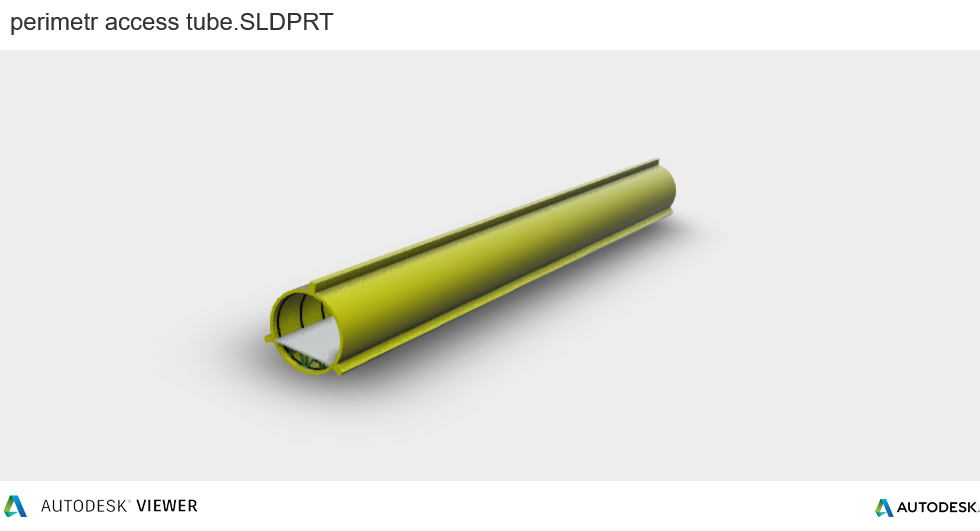 perimetr access tube.SLDPRT
AUTODESK® VIEWER
AUTODESK